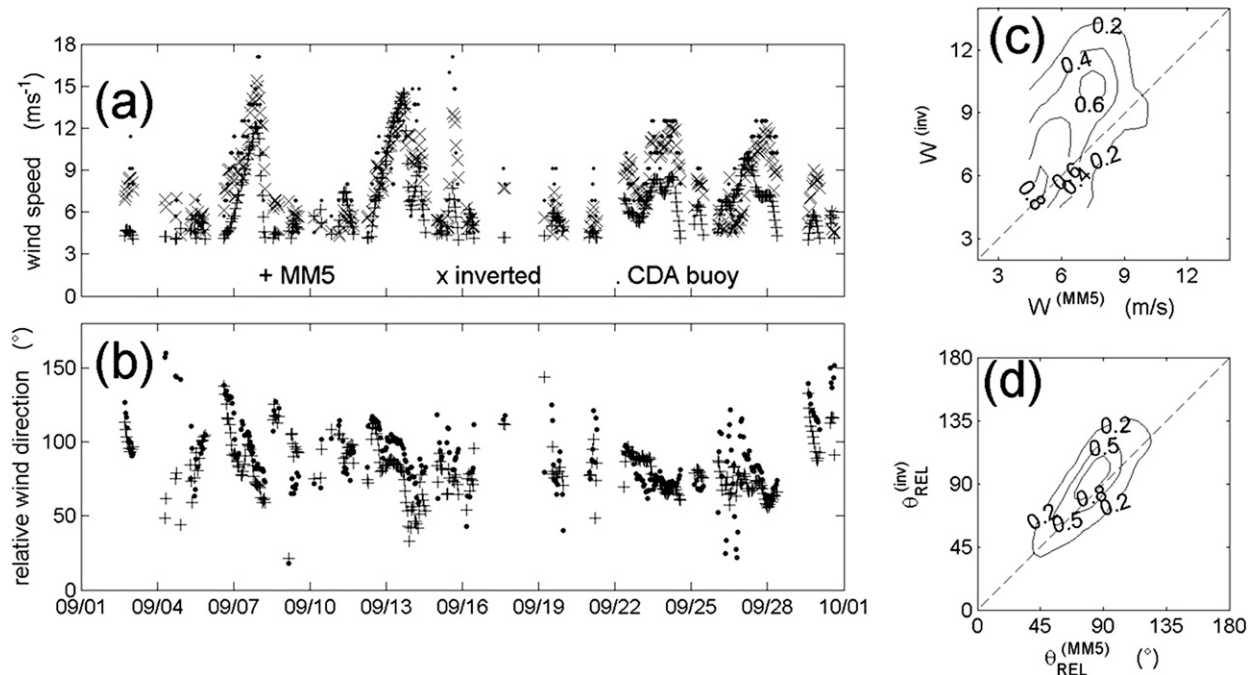 (a)
wind speed (ms-1)
18
15
12
9
6
3
0
+ MM5 x inverted . CDA buoy
(b)
relative wind direction (°)
150
100
50
0
09/01 09/04 09/07 09/10 09/13 09/16 09/19 09/22 09/25 09/28 10/01
(c)
W(inv)
12
9
6
3
0.2
0.4
0.6
0.2
0.4
0.6
0.8
3 6 9 12
W(MM5) (m/s)
(d)
θREL(inv)
180
135
90
45
0
0.2
0.5
0.8
0.2
0.5
0.2
0 45 90 135 180
θREL(MM5) (°)